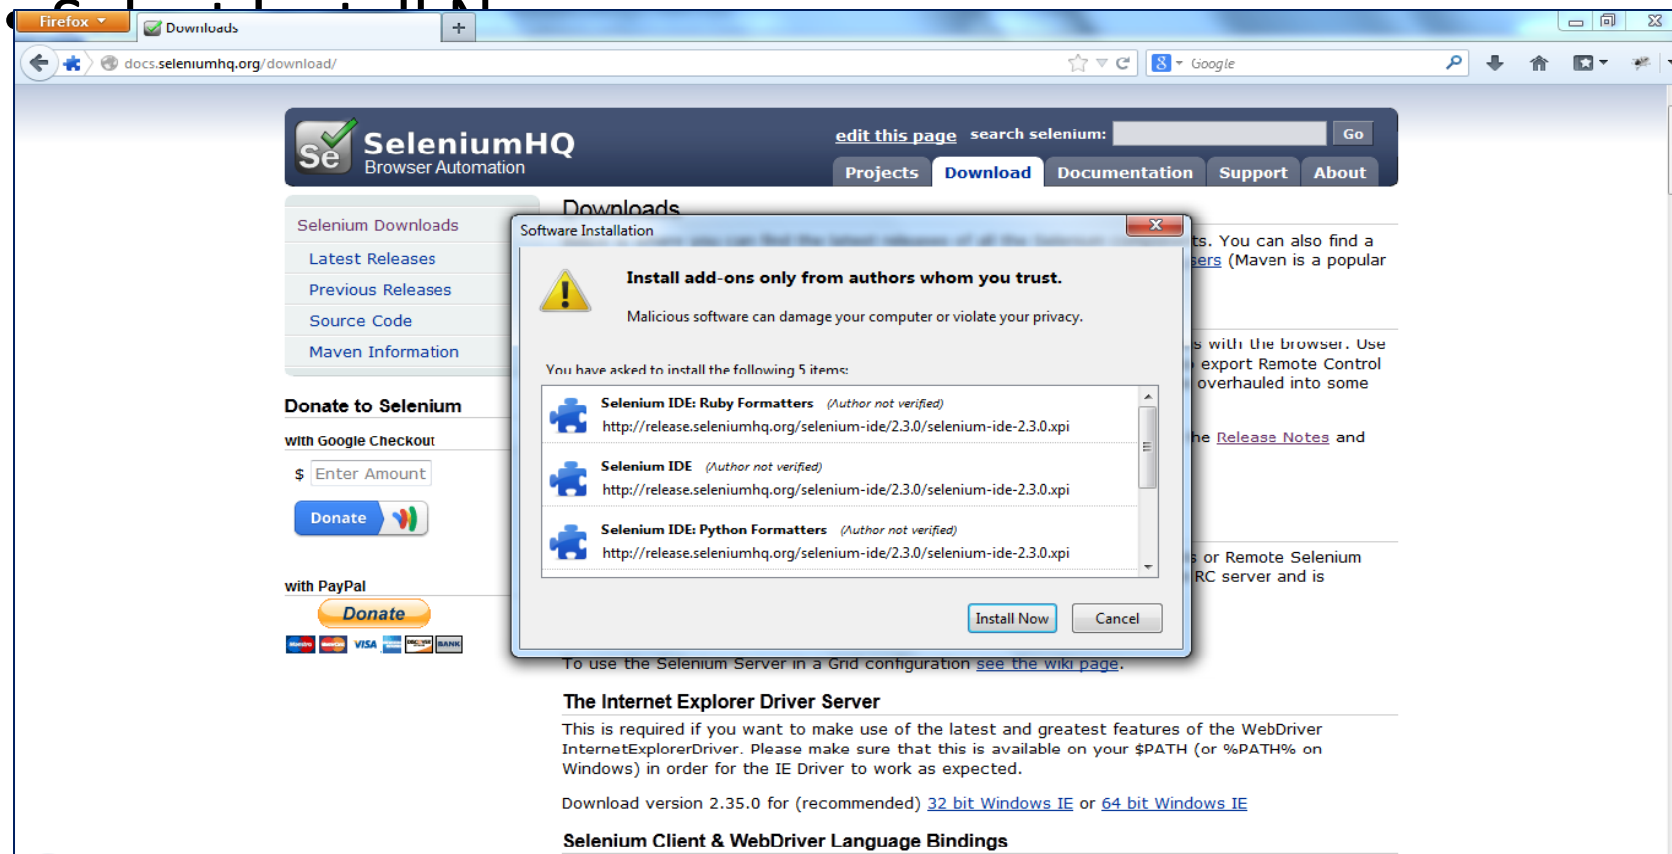 • Select Install Now
Firefox
Downloads
docs.seleniumhq.org/download/
Google
Se
SeleniumHQ
Browser Automation
edit this page search selenium:
Go
Projects Download Documentation Support About
Selenium Downloads
Latest Releases
Previous Releases
Source Code
Maven Information
Donate to Selenium
with Google Checkout
$ Enter Amount
Donate
with PayPal
Donate
VISA BANK
Downloads
ts. You can also find a
sers (Maven is a popular
s with the browser. Use
export Remote Control
overhauled into some
he Release Notes and
s or Remote Selenium
RC server and is
Software Installation
Install add-ons only from authors whom you trust.
Malicious software can damage your computer or violate your privacy.
You have asked to install the following 5 items:
Selenium IDE: Ruby Formatters (Author not verified)
http://release.seleniumhq.org/selenium-ide/2.3.0/selenium-ide-2.3.0.xpi
Selenium IDE (Author not verified)
http://release.seleniumhq.org/selenium-ide/2.3.0/selenium-ide-2.3.0.xpi
Selenium IDE: Python Formatters (Author not verified)
http://release.seleniumhq.org/selenium-ide/2.3.0/selenium-ide-2.3.0.xpi
Install Now
Cancel
To use the Selenium Server in a Grid configuration see the wiki page.
The Internet Explorer Driver Server
This is required if you want to make use of the latest and greatest features of the WebDriver
InternetExplorerDriver. Please make sure that this is available on your $PATH (or %PATH% on
Windows) in order for the IE Driver to work as expected.
Download version 2.35.0 for (recommended) 32 bit Windows IE or 64 bit Windows IE
Selenium Client & WebDriver Language Bindings